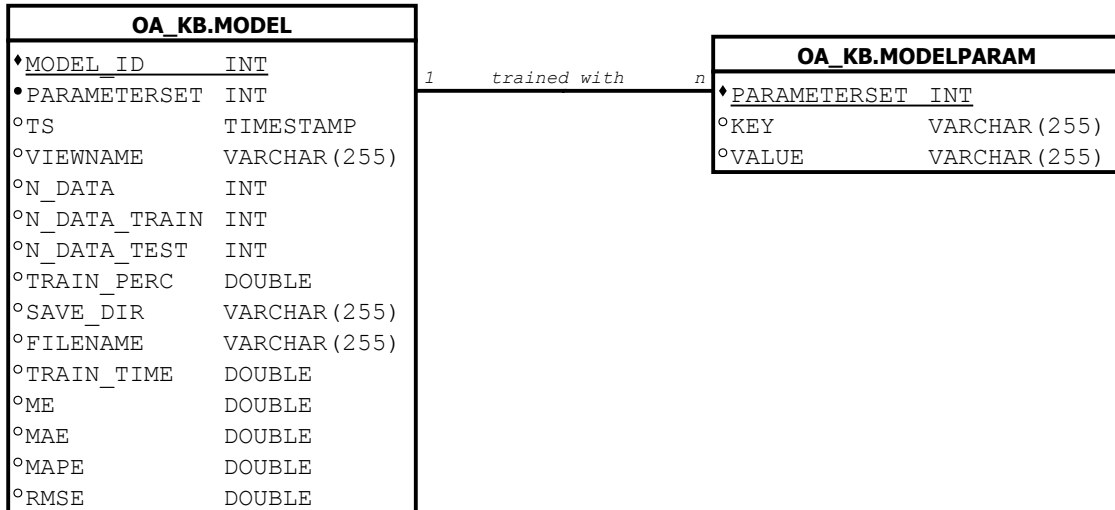 OA_KB.MODEL
♦MODEL_ID INT
•PARAMETERSET INT
○TS TIMESTAMP
○VIEWNAME VARCHAR(255)
○N_DATA INT
○N_DATA_TRAIN INT
○N_DATA_TEST INT
○TRAIN_PERC DOUBLE
○SAVE_DIR VARCHAR(255)
○FILENAME VARCHAR(255)
○TRAIN_TIME DOUBLE
○ME DOUBLE
○MAE DOUBLE
○MAPE DOUBLE
○RMSE DOUBLE
1 trained with n
OA_KB.MODELPARAM
♦PARAMETERSET INT
○KEY VARCHAR(255)
○VALUE VARCHAR(255)